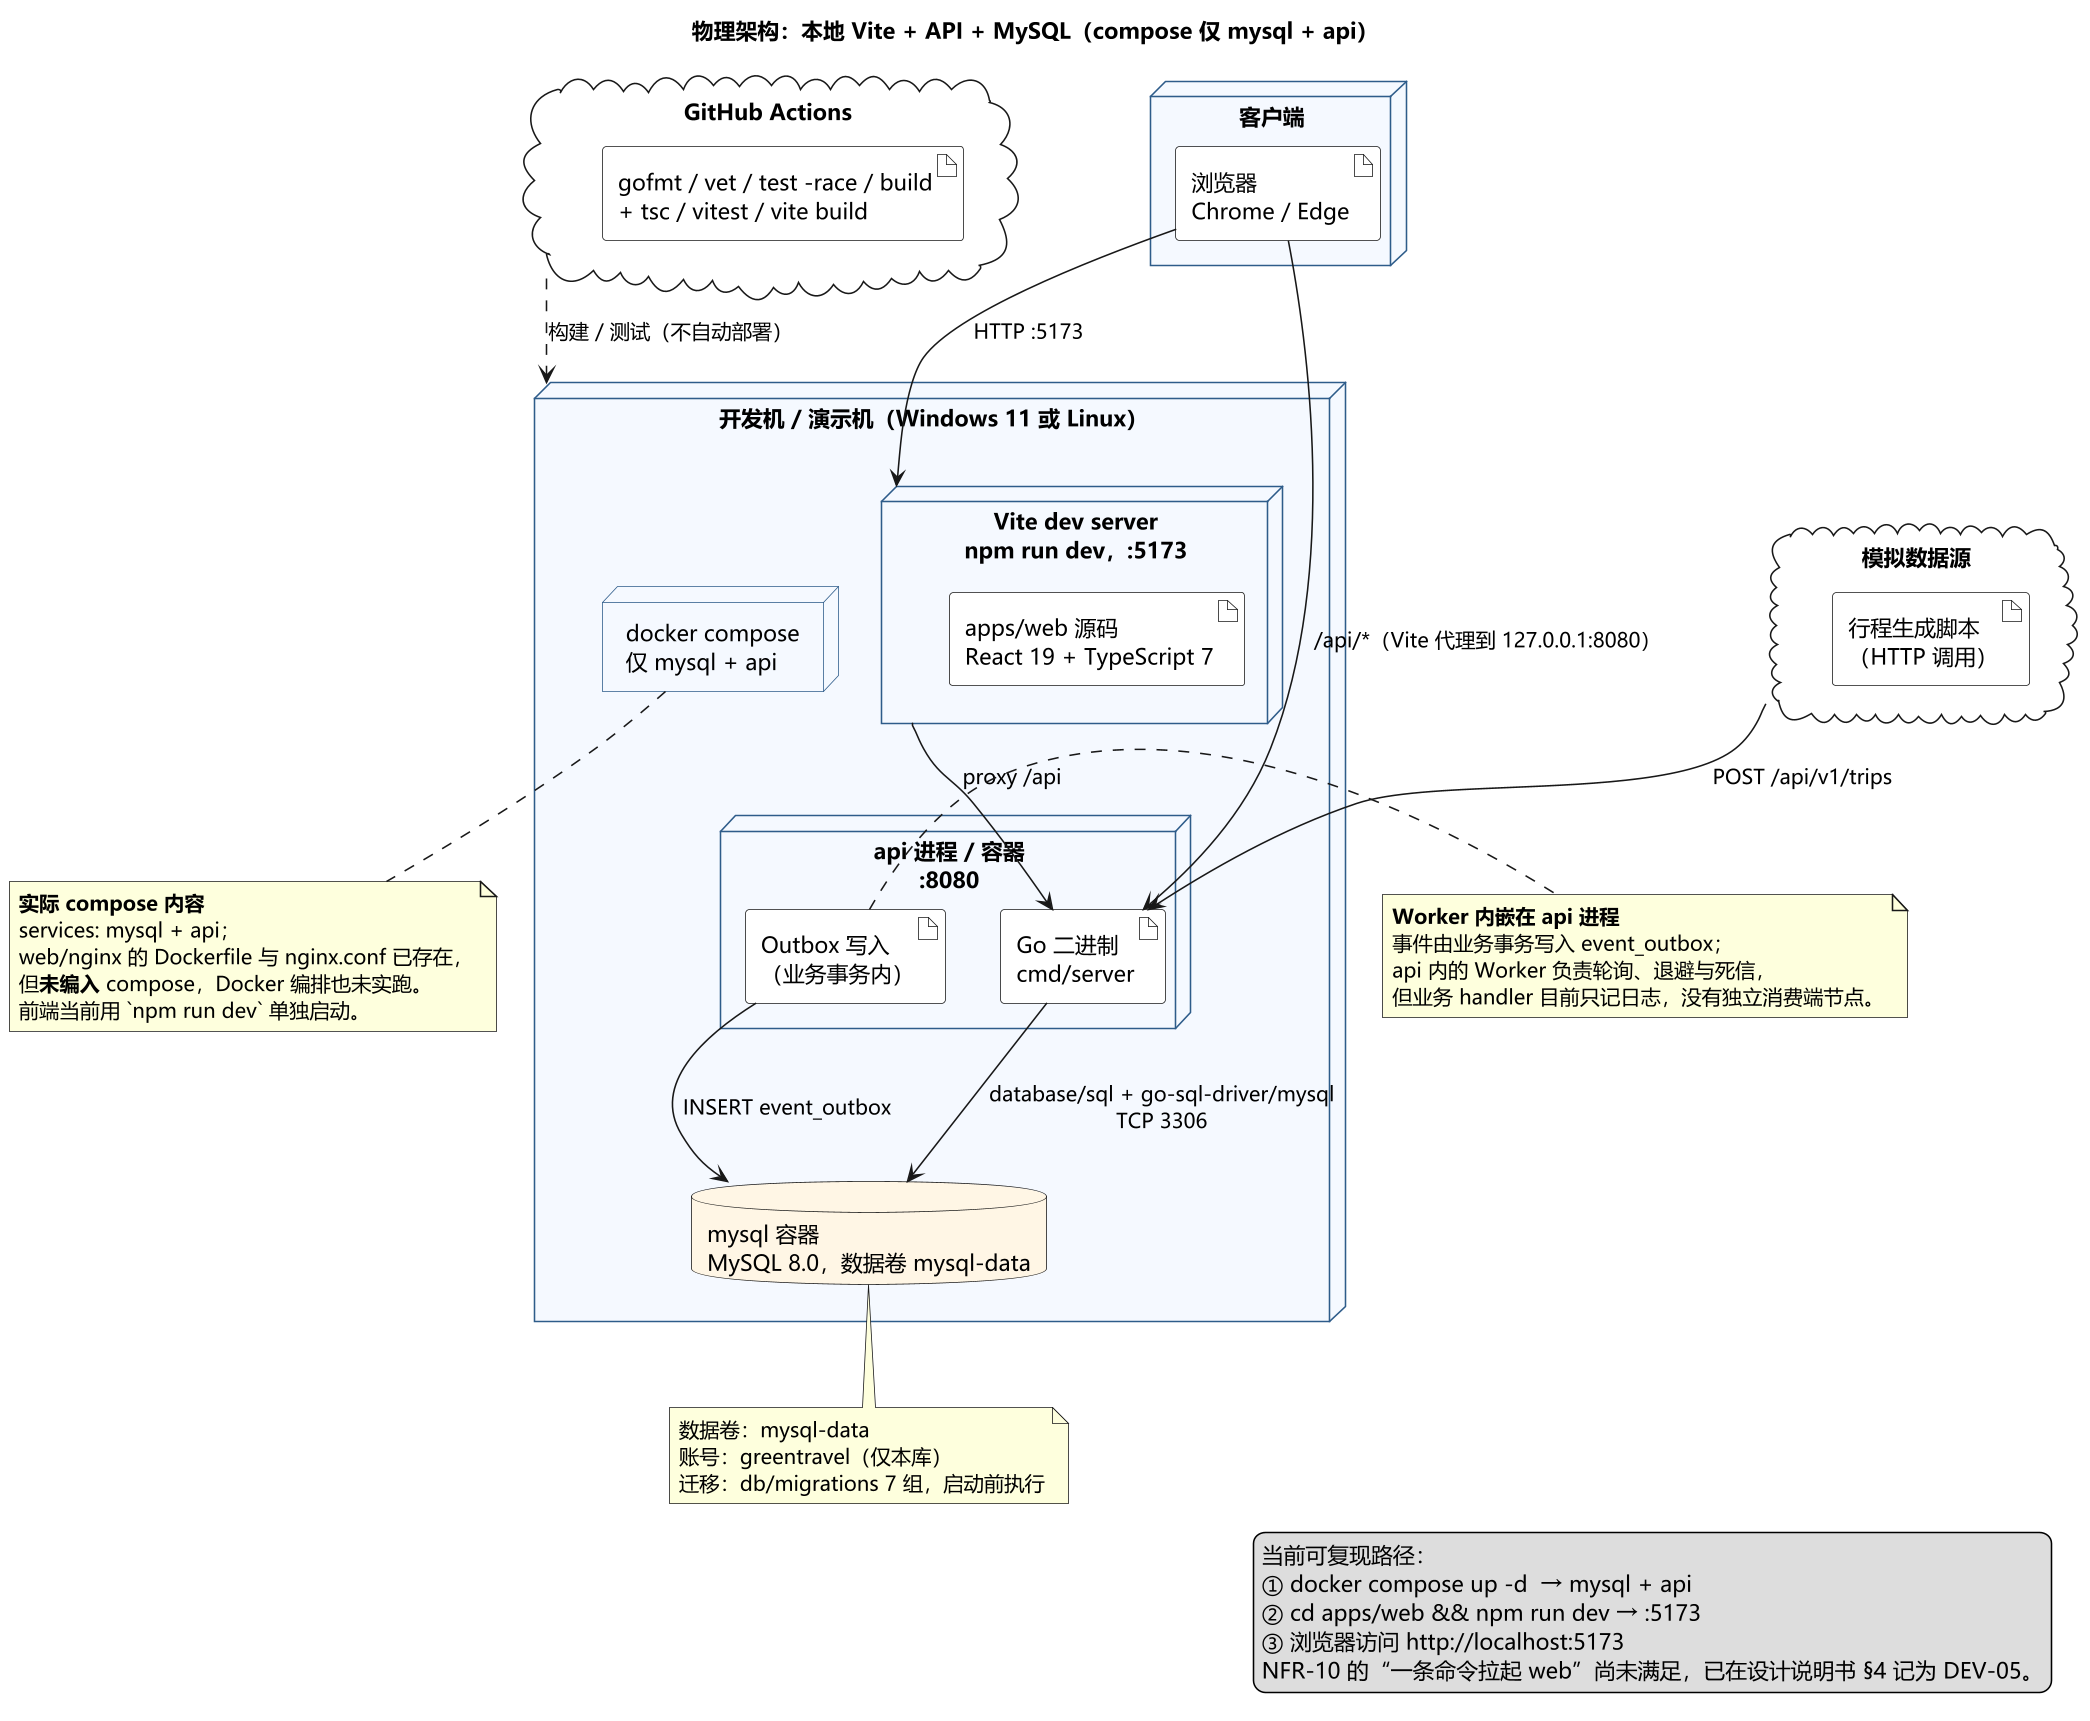 物理架构：本地 Vite + API + MySQL（compose 仅 mysql + api）
GitHub Actions
gofmt / vet / test -race / build
+ tsc / vitest / vite build
客户端
浏览器
Chrome / Edge
构建 / 测试（不自动部署）
HTTP :5173
开发机 / 演示机（Windows 11 或 Linux）
Vite dev server
npm run dev，:5173
apps/web 源码
React 19 + TypeScript 7
docker compose
仅 mysql + api
/api/*（Vite 代理到 127.0.0.1:8080）
模拟数据源
行程生成脚本
（HTTP 调用）
proxy /api
POST /api/v1/trips
api 进程 / 容器
:8080
Outbox 写入
（业务事务内）
Go 二进制
cmd/server
实际 compose 内容
services: mysql + api；
web/nginx 的 Dockerfile 与 nginx.conf 已存在，
但未编入 compose，Docker 编排也未实跑。
前端当前用 `npm run dev` 单独启动。
Worker 内嵌在 api 进程
事件由业务事务写入 event_outbox；
api 内的 Worker 负责轮询、退避与死信，
但业务 handler 目前只记日志，没有独立消费端节点。
INSERT event_outbox
database/sql + go-sql-driver/mysql
TCP 3306
mysql 容器
MySQL 8.0，数据卷 mysql-data
数据卷：mysql-data
账号：greentravel（仅本库）
迁移：db/migrations 7 组，启动前执行
当前可复现路径：
① docker compose up -d → mysql + api
② cd apps/web && npm run dev → :5173
③ 浏览器访问 http://localhost:5173
NFR-10 的“一条命令拉起 web”尚未满足，已在设计说明书 §4 记为 DEV-05。